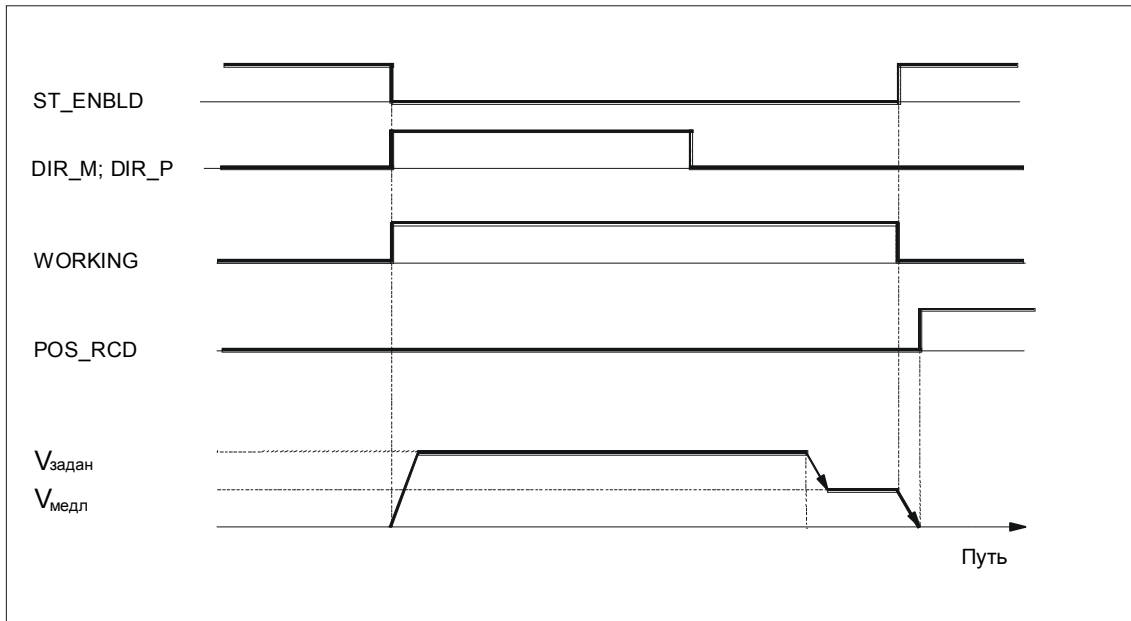 ST_ENBLD
DIR_M; DIR_P
WORKING
POS_RCD
Vзадан
Vмедл
Путь